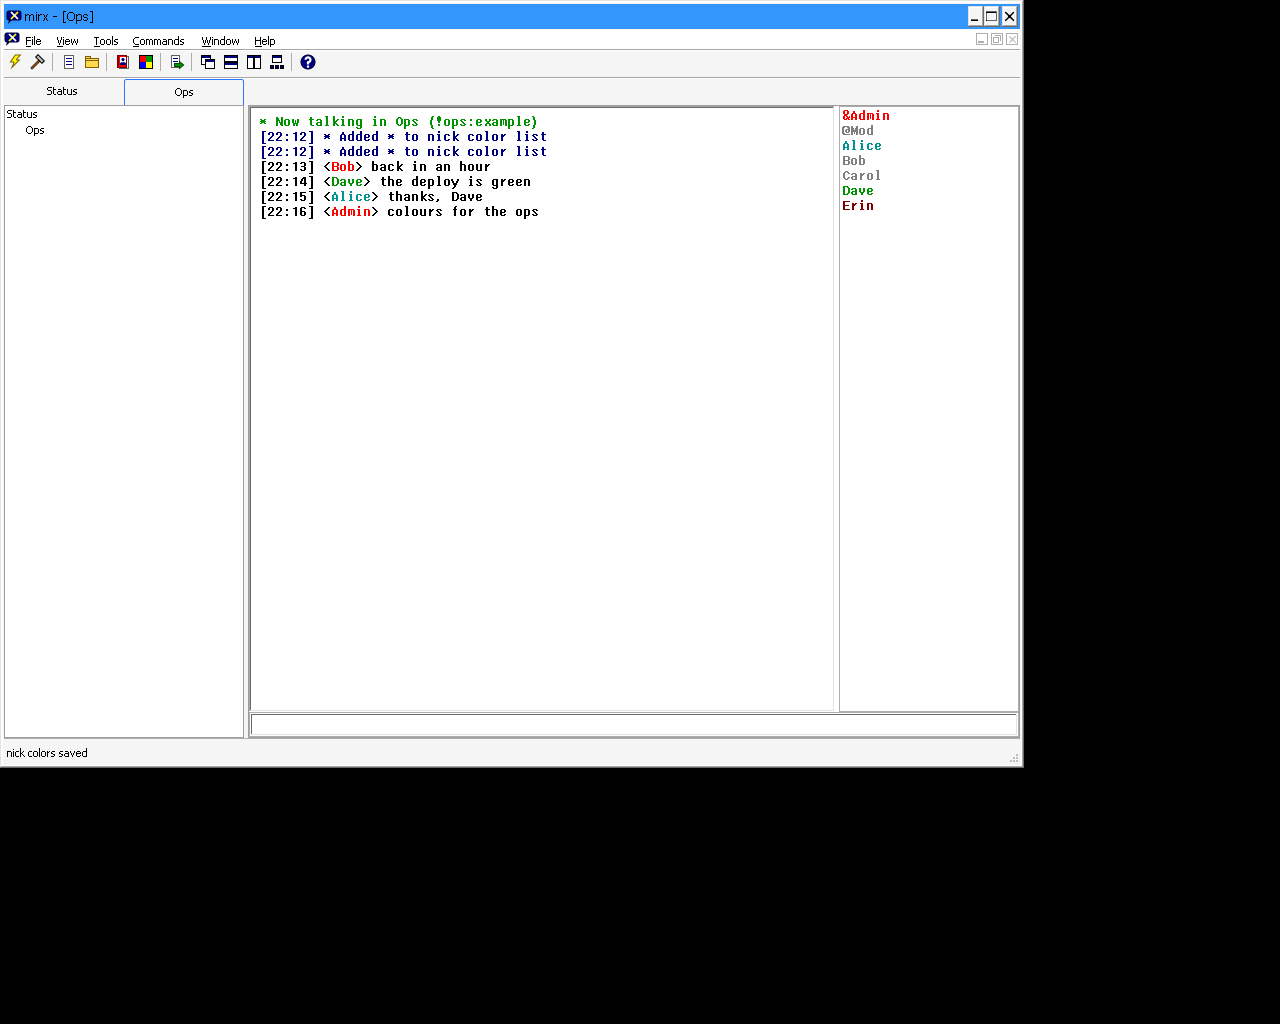 mirx - [Ops]
File View Tools Commands Window Help
Status Ops
Status
Ops
* Now talking in Ops (!ops:example)
[22:12] * Added * to nick color list
[22:12] * Added * to nick color list
[22:13] <Bob> back in an hour
[22:14] <Dave> the deploy is green
[22:15] <Alice> thanks, Dave
[22:16] <Admin> colours for the ops
&Admin
@Mod
Alice
Bob
Carol
Dave
Erin
nick colors saved